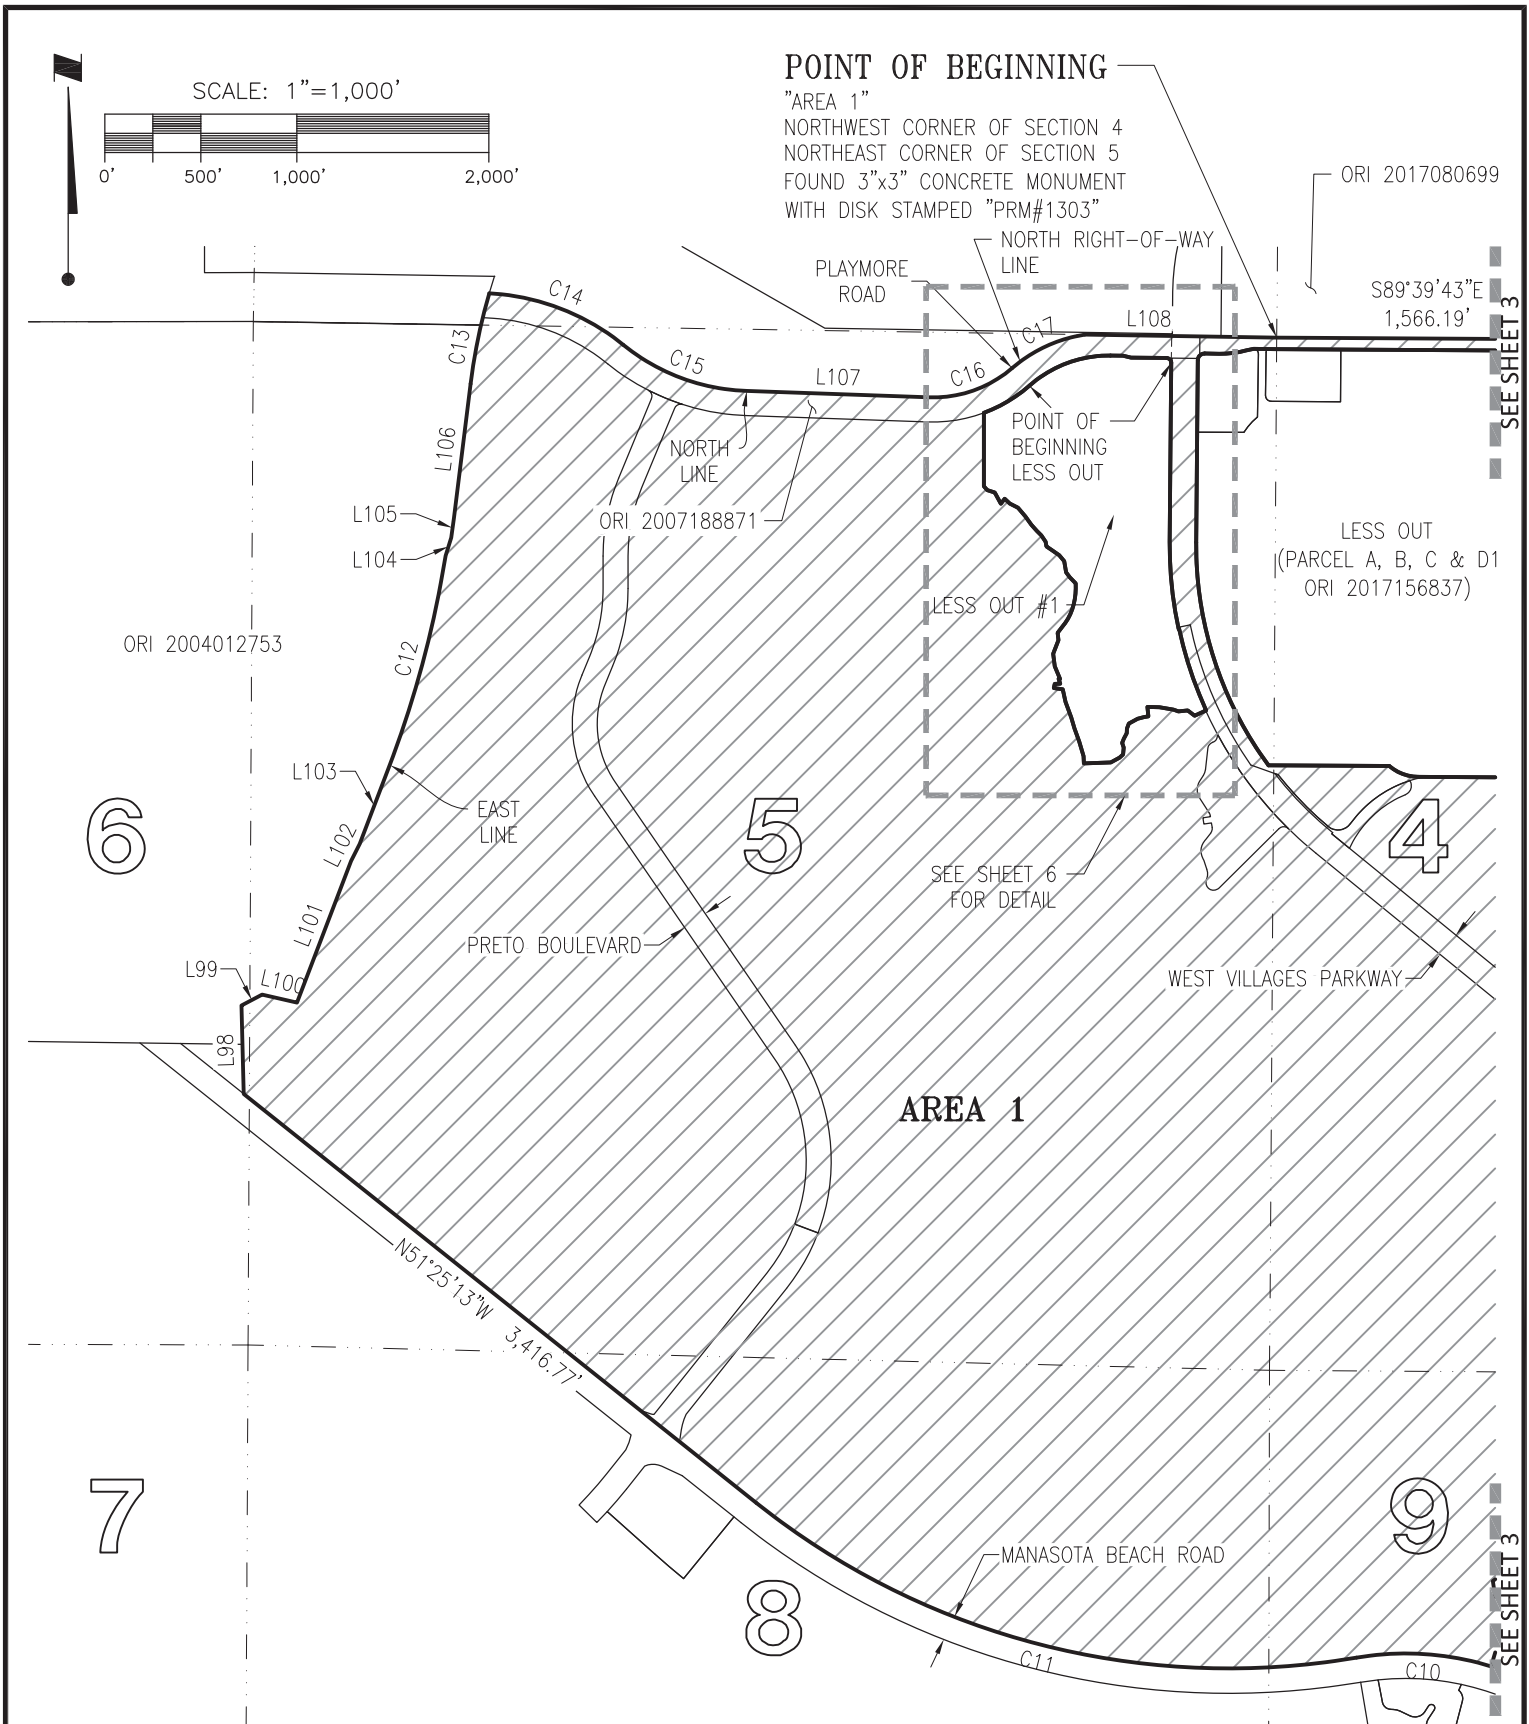 N
SCALE: 1"=1,000'
0' 500' 1,000' 2,000'
POINT OF BEGINNING
"AREA 1"
NORTHWEST CORNER OF SECTION 4
NORTHEAST CORNER OF SECTION 5
FOUND 3"x3" CONCRETE MONUMENT
WITH DISK STAMPED "PRM#1303"
ORI 2017080699
NORTH RIGHT-OF-WAY
LINE
PLAYMORE
ROAD
S89°39'43"E
1,566.19'
SEE SHEET 3
C14
C13
C15
L107
C16
C17
L108
L106
NORTH
LINE
POINT OF
BEGINNING
LESS OUT
L105
ORI 2007188871
L104
LESS OUT
(PARCEL A, B, C & D1
ORI 2017156837)
LESS OUT #1
ORI 2004012753
C12
L103
EAST
LINE
6
5
4
L102
SEE SHEET 6
FOR DETAIL
L101
PRETO BOULEVARD
L99
L100
WEST VILLAGES PARKWAY
L98
AREA 1
N51°25'13"W
3,416.77'
7
9
MANASOTA BEACH ROAD
8
SEE SHEET 3
C11
C10